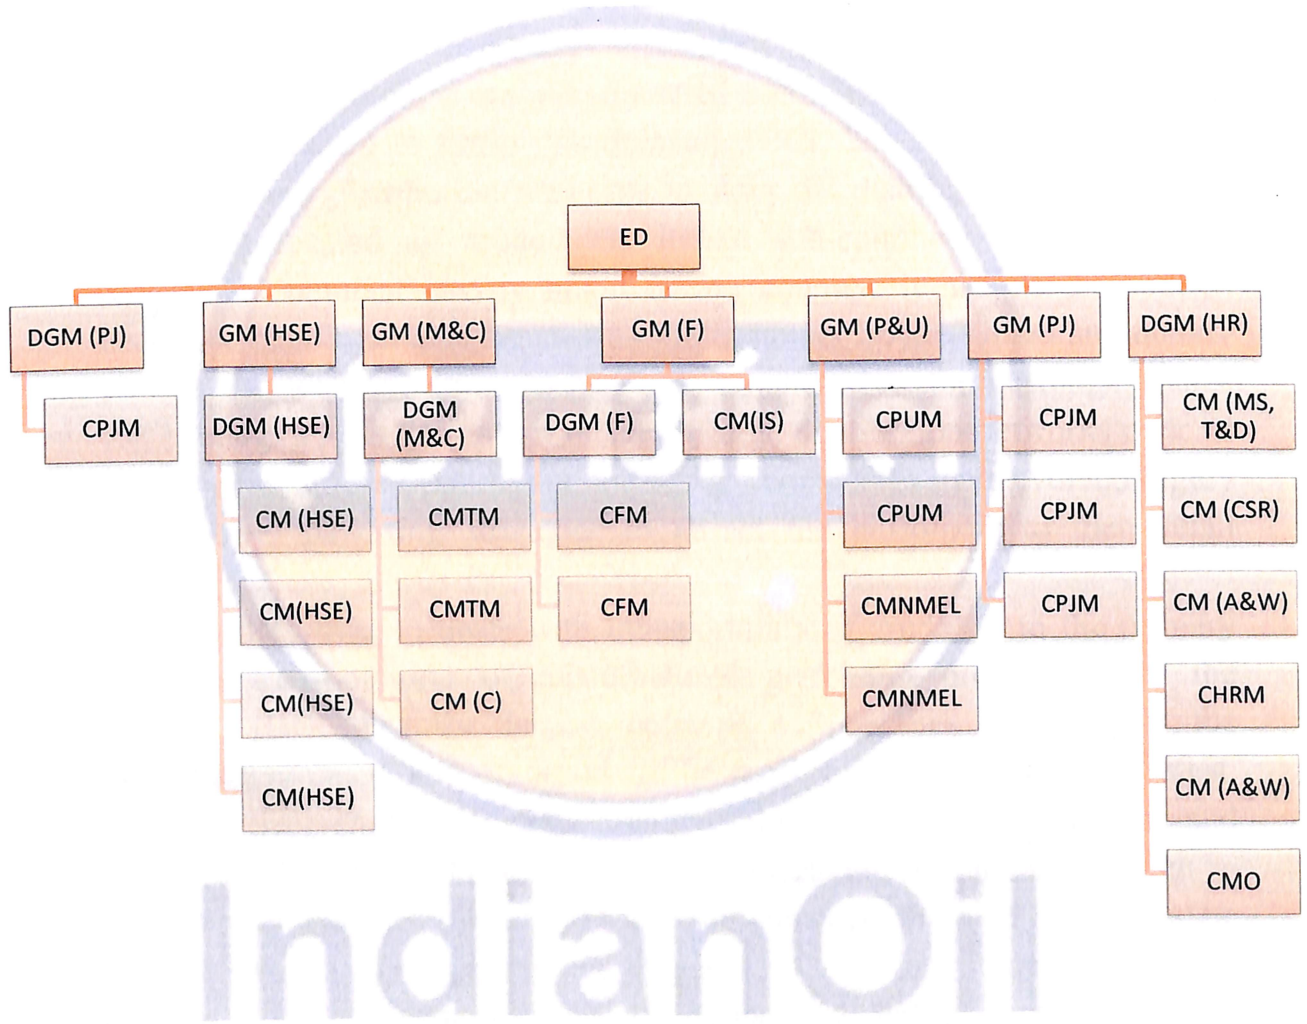 ED
DGM (PJ)
GM (HSE)
GM (M&C)
GM (F)
GM (P&U)
GM (PJ)
DGM (HR)
CPJM
DGM (HSE)
DGM
(M&C)
DGM (F)
CM(IS)
CPUM
CPJM
CM (MS,
T&D)
CM (HSE)
CMTM
CFM
CPUM
CPJM
CM (CSR)
CM(HSE)
CMTM
CFM
CMNMEL
CPJM
CM (A&W)
CM(HSE)
CM (C)
CMNMEL
CHRM
CM(HSE)
CM (A&W)
CMO
IndianOil